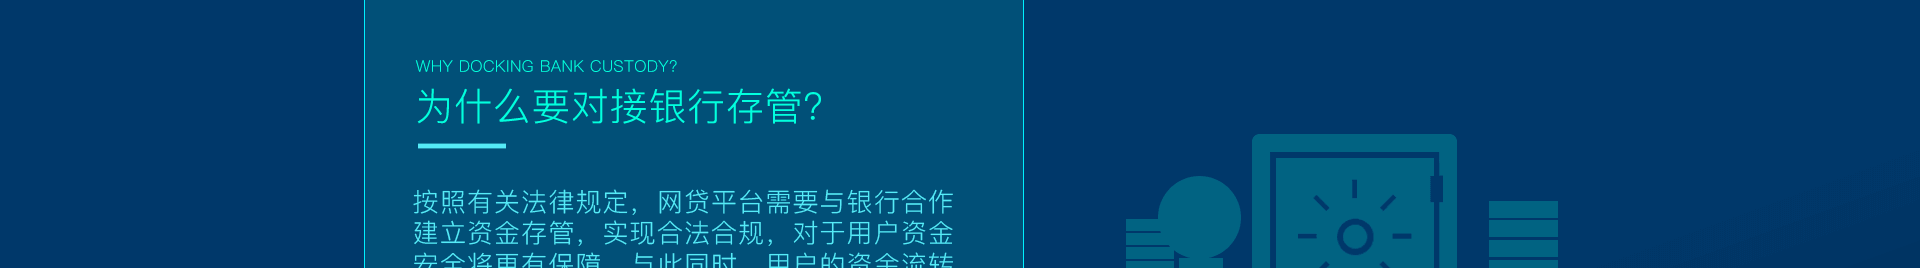 WHY DOCKING BANK CUSTODY?
为什么要对接银行存管?
按照有关法律规定，网贷平台需要与银行合作
建立资金存管，实现合法合规，对于用户资金
安全将更有保障。与此同时，用户的资金流转